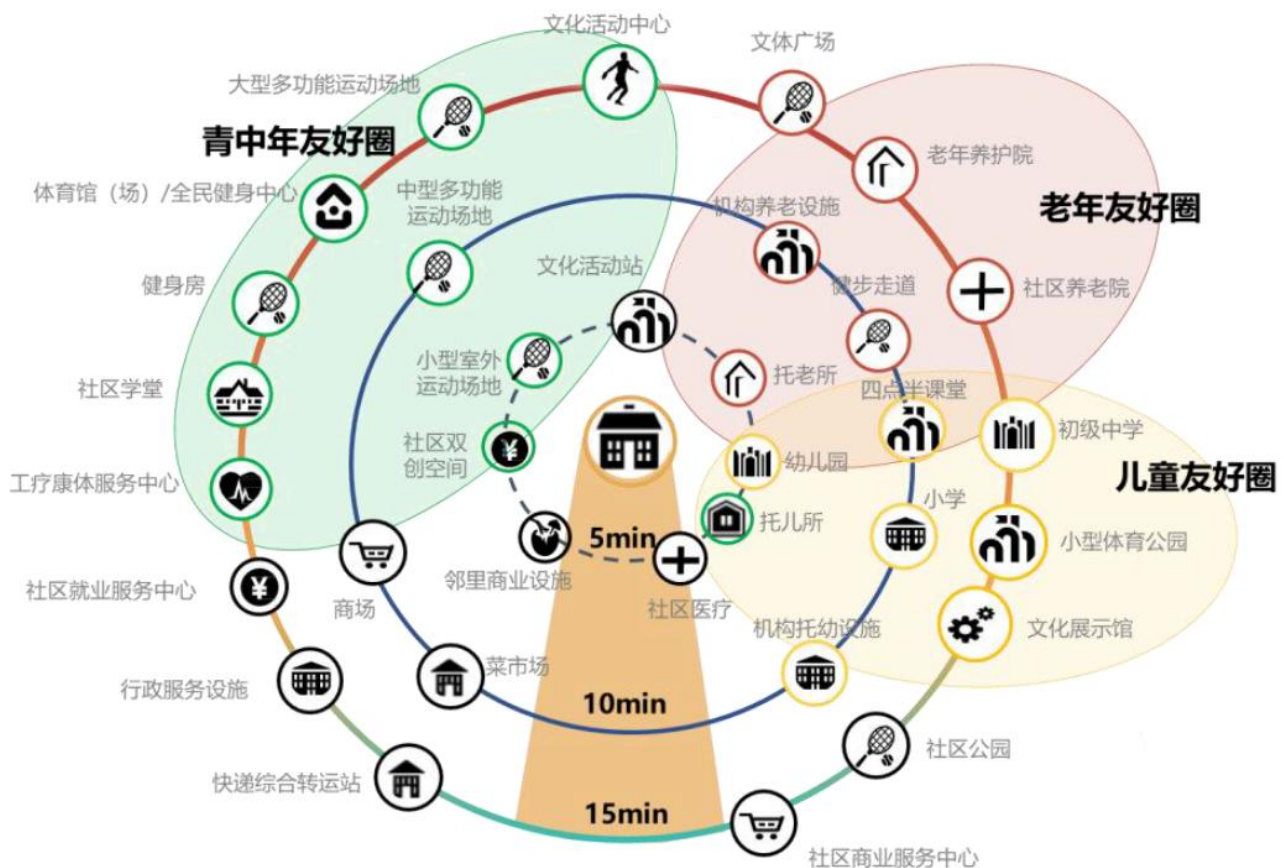 文化活动中心
文体广场
大型多功能运动场地
青中年友好圈
老年养护院
体育�（场）/全民健身中心
中型多功能
运动场地
机构养老设施
老年友好圈
文化活动站
健身房
健步走道
社区养老院
社区学堂
小型室外
运动场地
托老所
四点半课堂
初级中学
社区双
创空间
幼儿园
工疗康体服务中心
儿童友好圈
小学
托儿所
5min
小型体育公园
社区就业服务中心
商场
邻里商业设施
社区医疗
机构托幼设施
文化展示馆
菜市场
行政服务设施
10min
社区公园
快递综合转运站
15min
社区商业服务中心